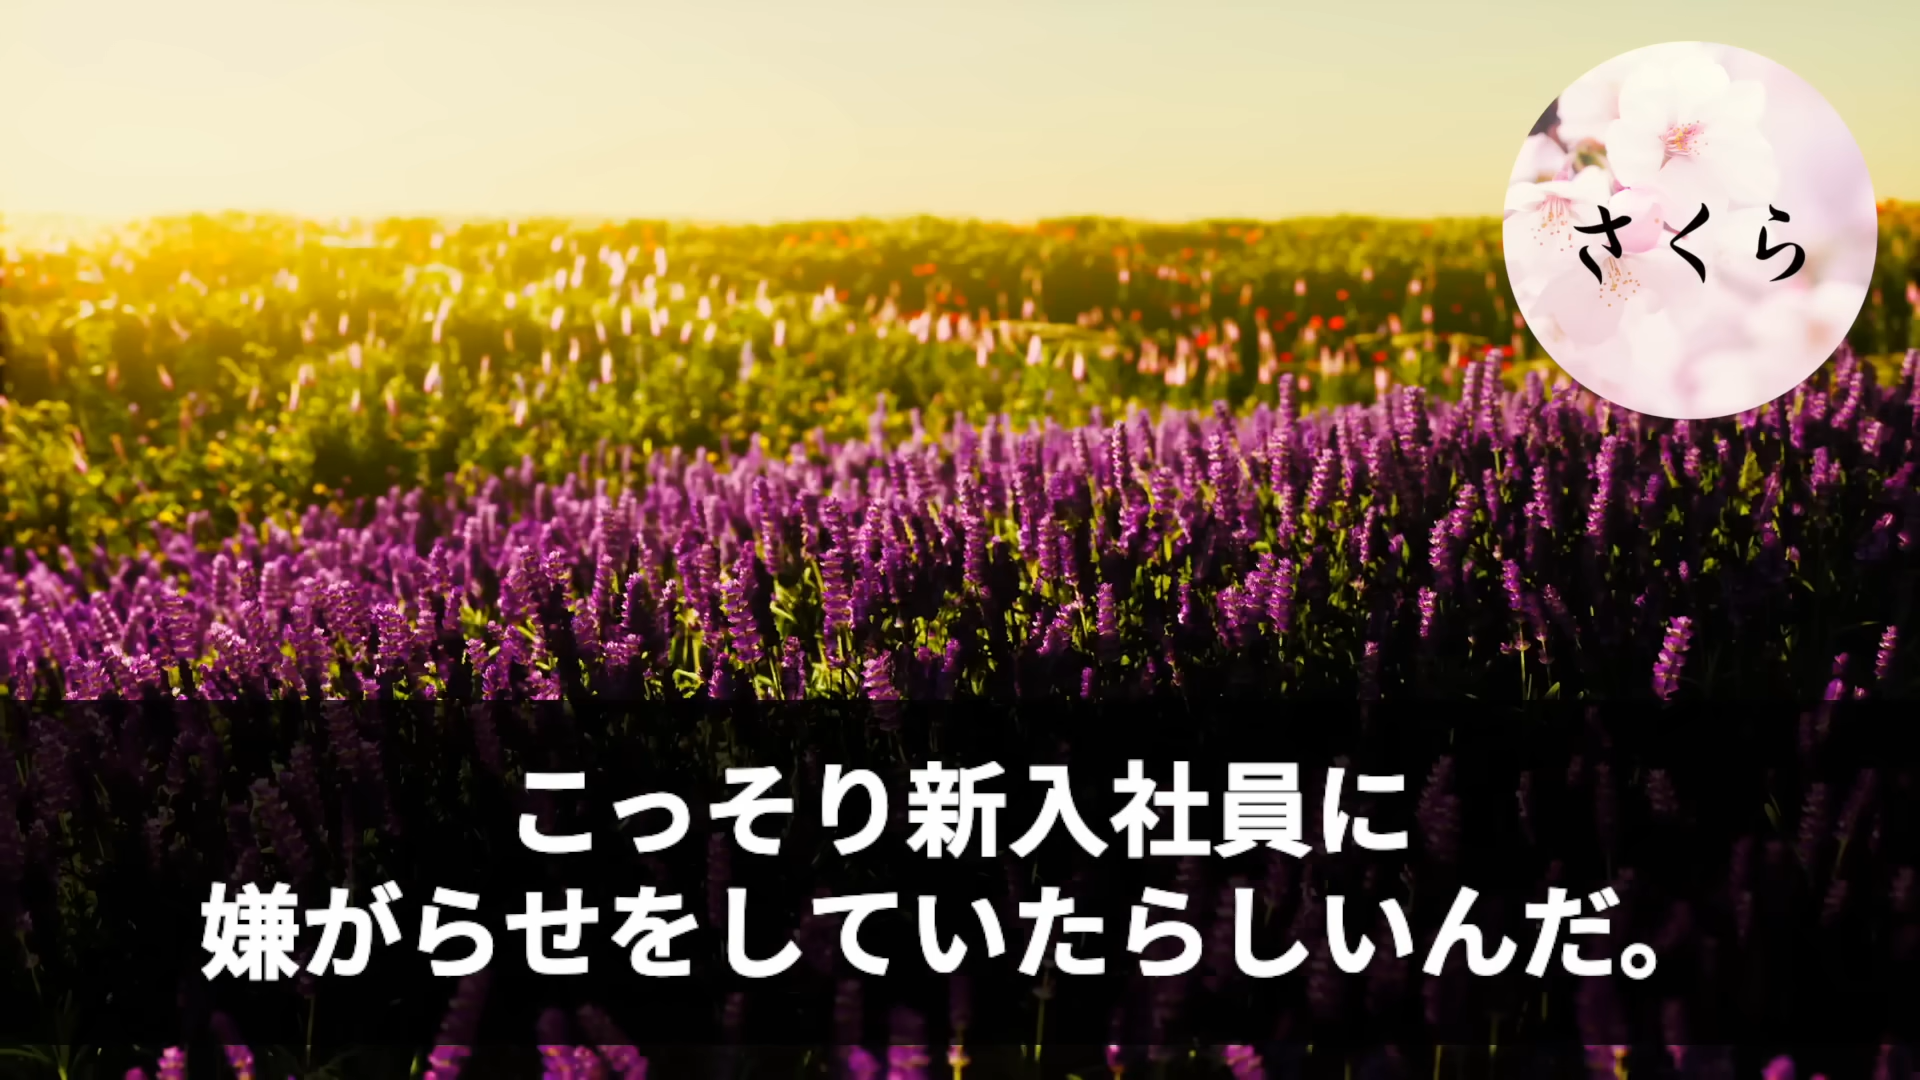 さくら
こっそり新入社員に
嫌がらせをしていたらしいんだ。